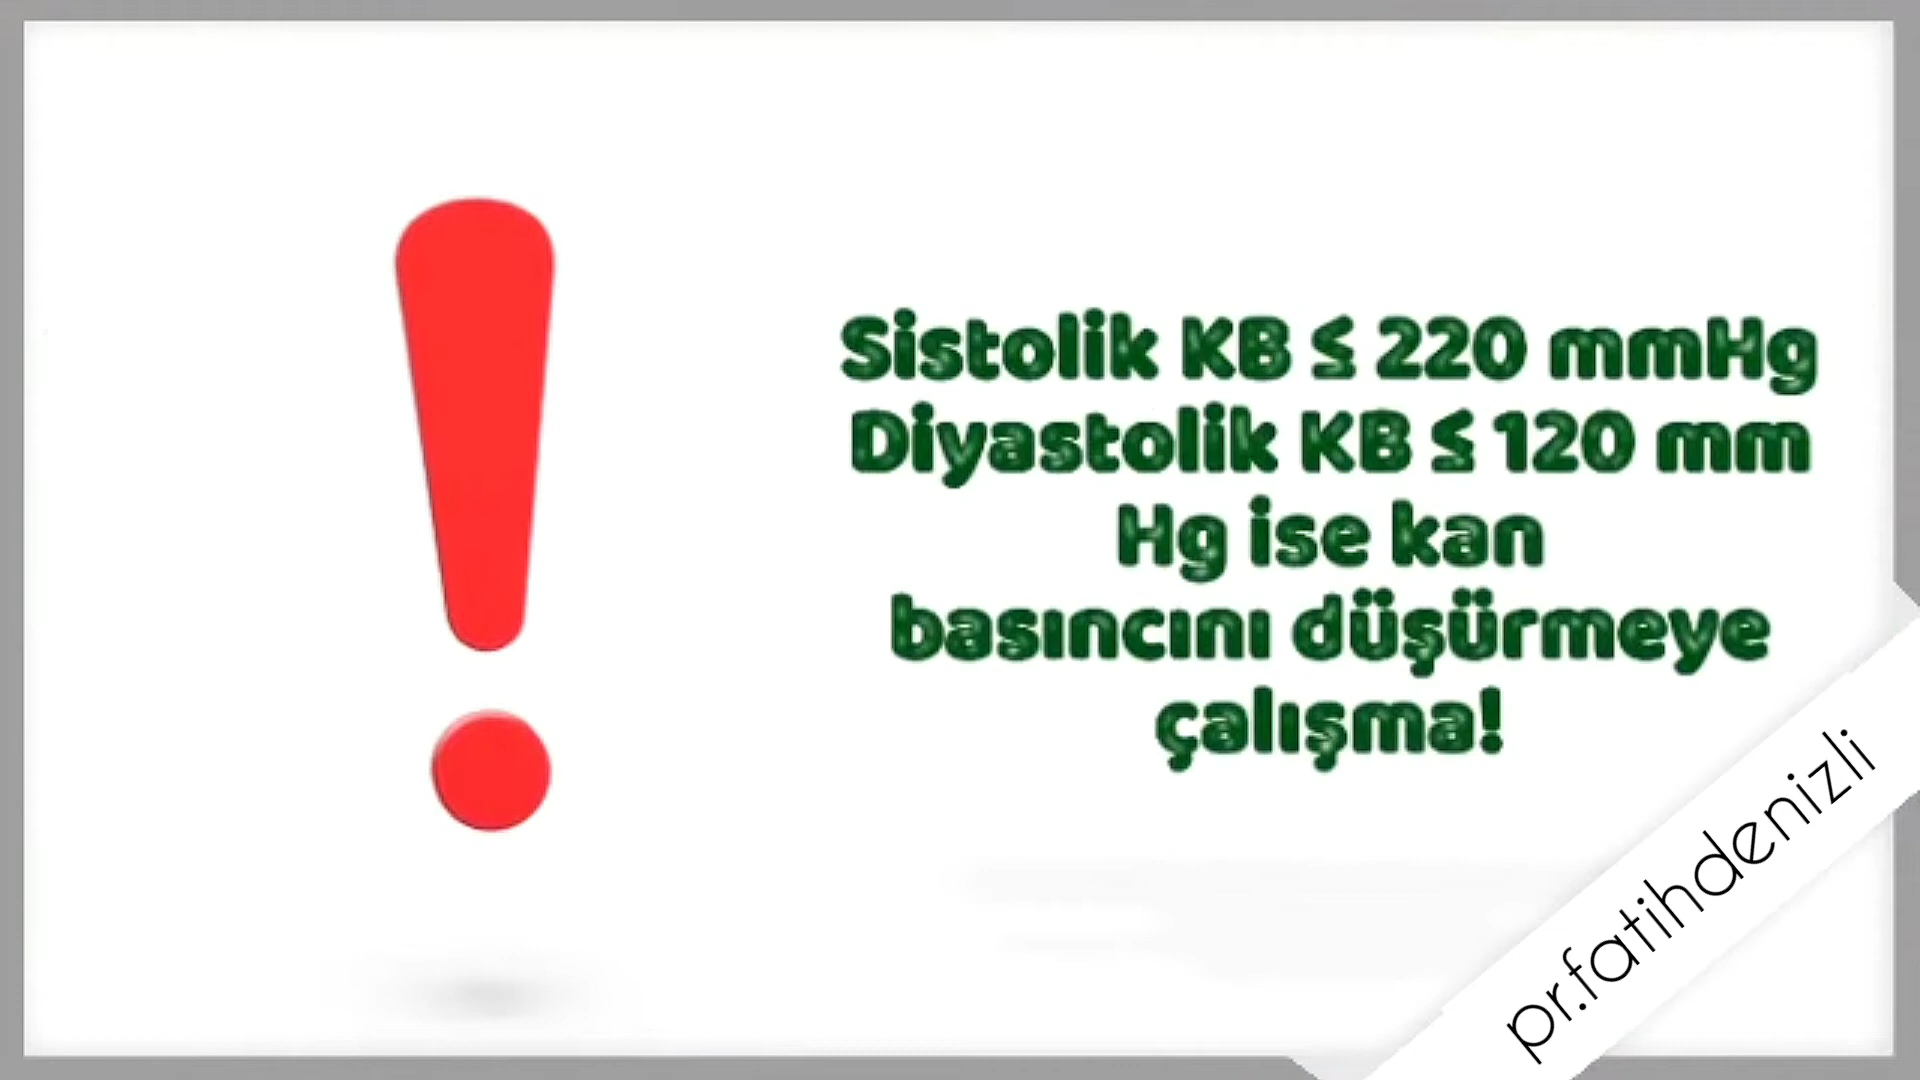 Sistolik KB ≤ 220 mmHg
Diyastolik KB ≤ 120 mm
Hg ise kan
basıncını düşürmeye
çalışma!
pr.fatihdenizli